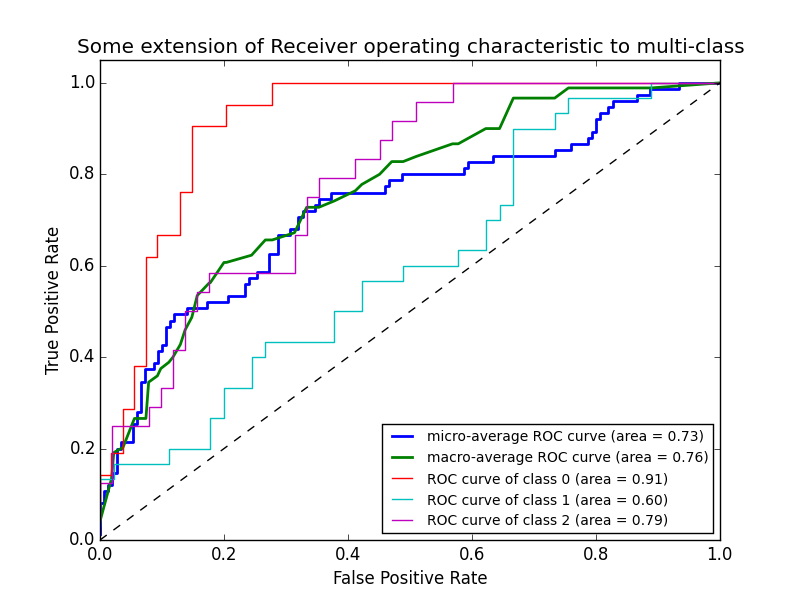 Some extension of Receiver operating characteristic to multi-class
True Positive Rate
1.0
0.8
0.6
0.4
0.2
0.0
micro-average ROC curve (area = 0.73)
macro-average ROC curve (area = 0.76)
ROC curve of class 0 (area = 0.91)
ROC curve of class 1 (area = 0.60)
ROC curve of class 2 (area = 0.79)
0.0 0.2 0.4 0.6 0.8 1.0
False Positive Rate